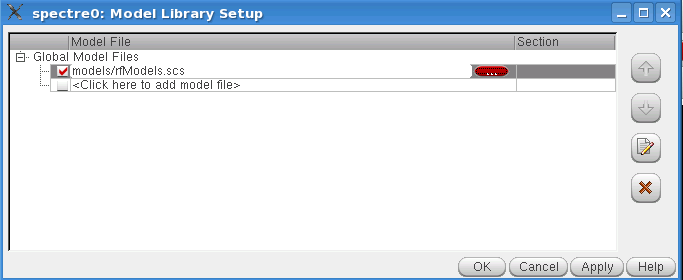 spectre0: Model Library Setup
Model File Section
Global Model Files
models/rfModels.scs ...
<Click here to add model file>
OK Cancel Apply Help